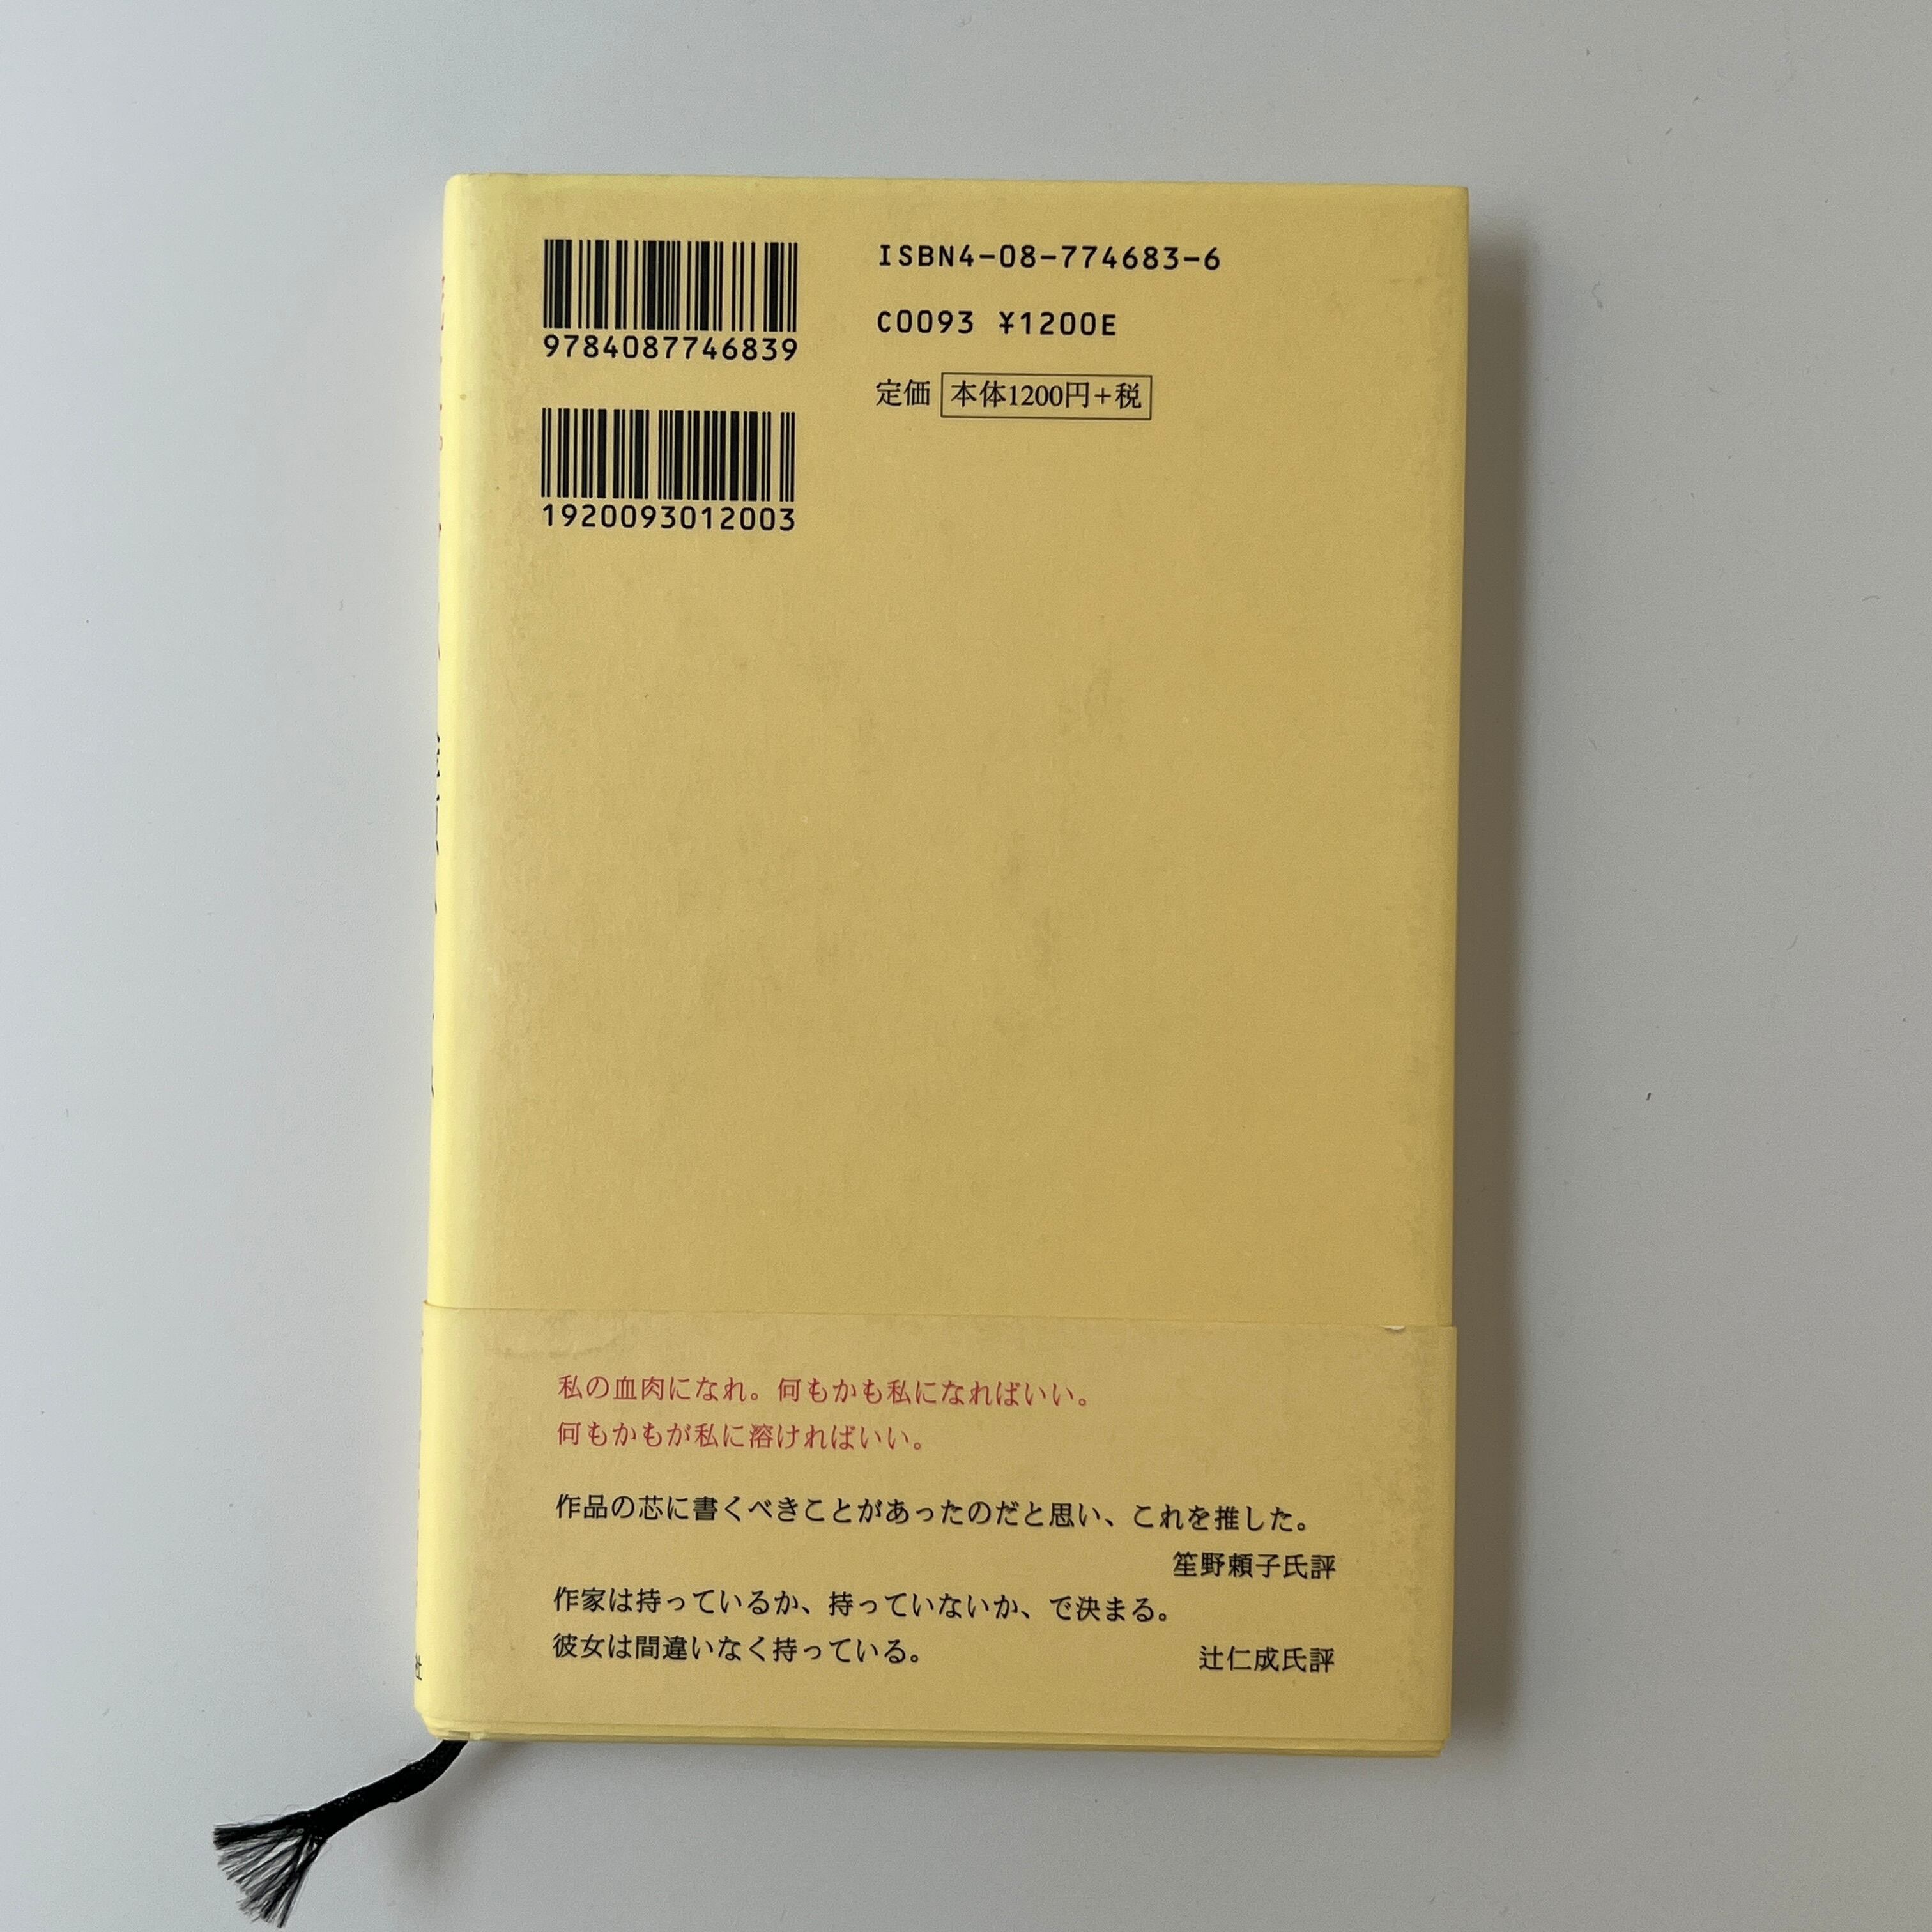 9784087746839
1920093012003
ISBN4-08-774683-6
C0093 ¥1200E
定価 本体1200円+税
私の血肉になれ。何もかも私になればいい。
何もかもが私に溶ければいい。
作品の芯に書くべきことがあったのだと思い、これを推した。
笙野頼子氏評
作家は持っているか、持っていないか、で決まる。
彼女は間違いなく持っている。 辻仁成氏評